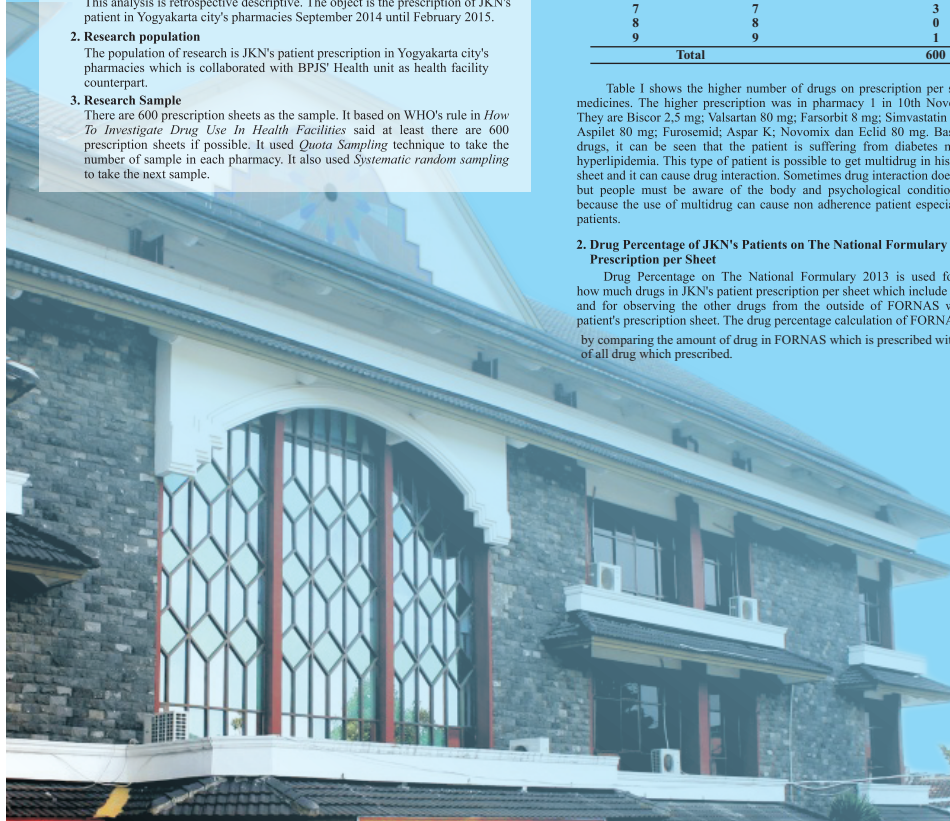 This analysis is retrospective descriptive. The object is the prescription of JKN's
patient in Yogyakarta city's pharmacies September 2014 until February 2015.
2. Research population
The population of research is JKN's patient prescription in Yogyakarta city's
pharmacies which is collaborated with BPJS' Health unit as health facility
counterpart.
3. Research Sample
There are 600 prescription sheets as the sample. It based on WHO's rule in How
To Investigate Drug Use In Health Facilities said at least there are 600
prescription sheets if possible. It used Quota Sampling technique to take the
number of sample in each pharmacy. It also used Systematic random sampling
to take the next sample.
7 7 3
8 8 0
9 9 1
Total 600
Table I shows the higher number of drugs on prescription per
medicines. The higher prescription was in pharmacy 1 in 10th
They are Biscor 2,5 mg; Valsartan 80 mg; Farsorbit 8 mg; Simvastatin
Aspilet 80 mg; Furosemid; Aspar K; Novomix dan Eclid 80 mg.
drugs, it can be seen that the patient is suffering from diabetes
hyperlipidemia. This type of patient is possible to get multidrug in his
sheet and it can cause drug interaction. Sometimes drug interaction
but people must be aware of the body and psychological
because the use of multidrug can cause non adherence patient
patients.
2. Drug Percentage of JKN's Patients on The National Formulary
Prescription per Sheet
Drug Percentage on The National Formulary 2013 is used
how much drugs in JKN's patient prescription per sheet which include
and for observing the other drugs from the outside of FORNAS
patient's prescription sheet. The drug percentage calculation of
by comparing the amount of drug in FORNAS which is prescribed
of all drug which prescribed.